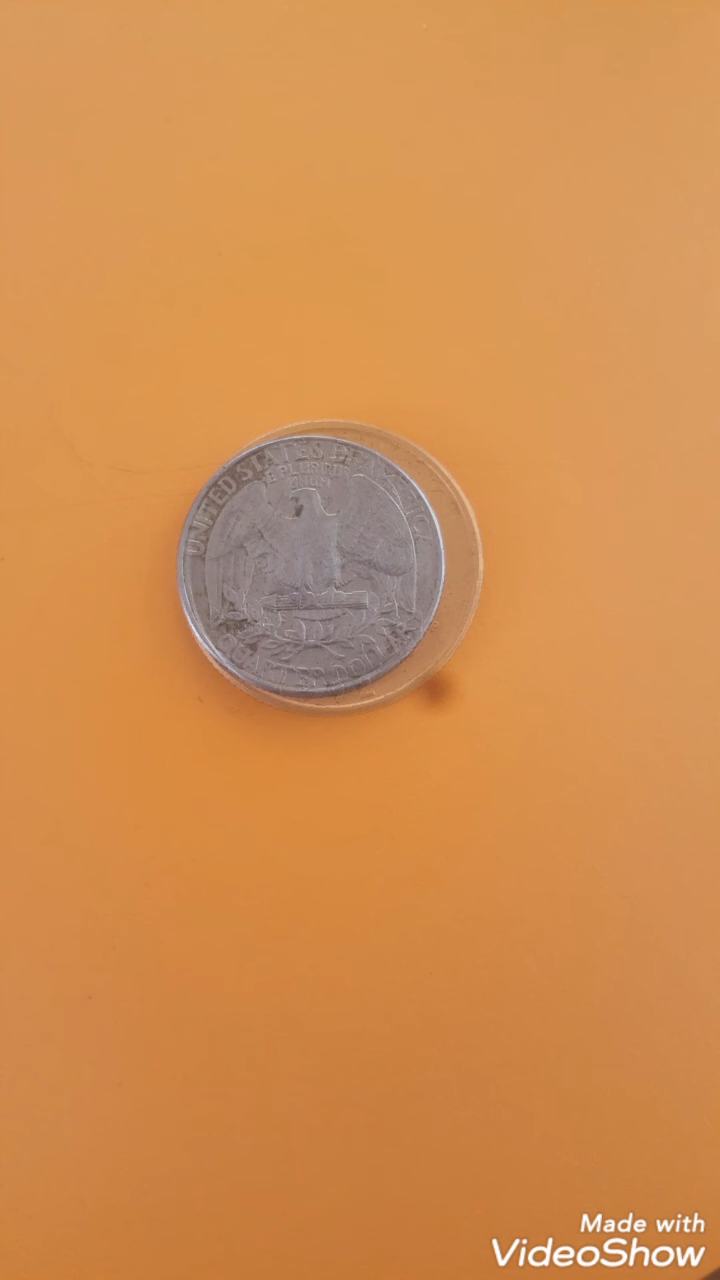 UNITED STATES OF AMERICA
E PLURIBUS
UNUM
QUARTER DOLLAR
Made with
VideoShow